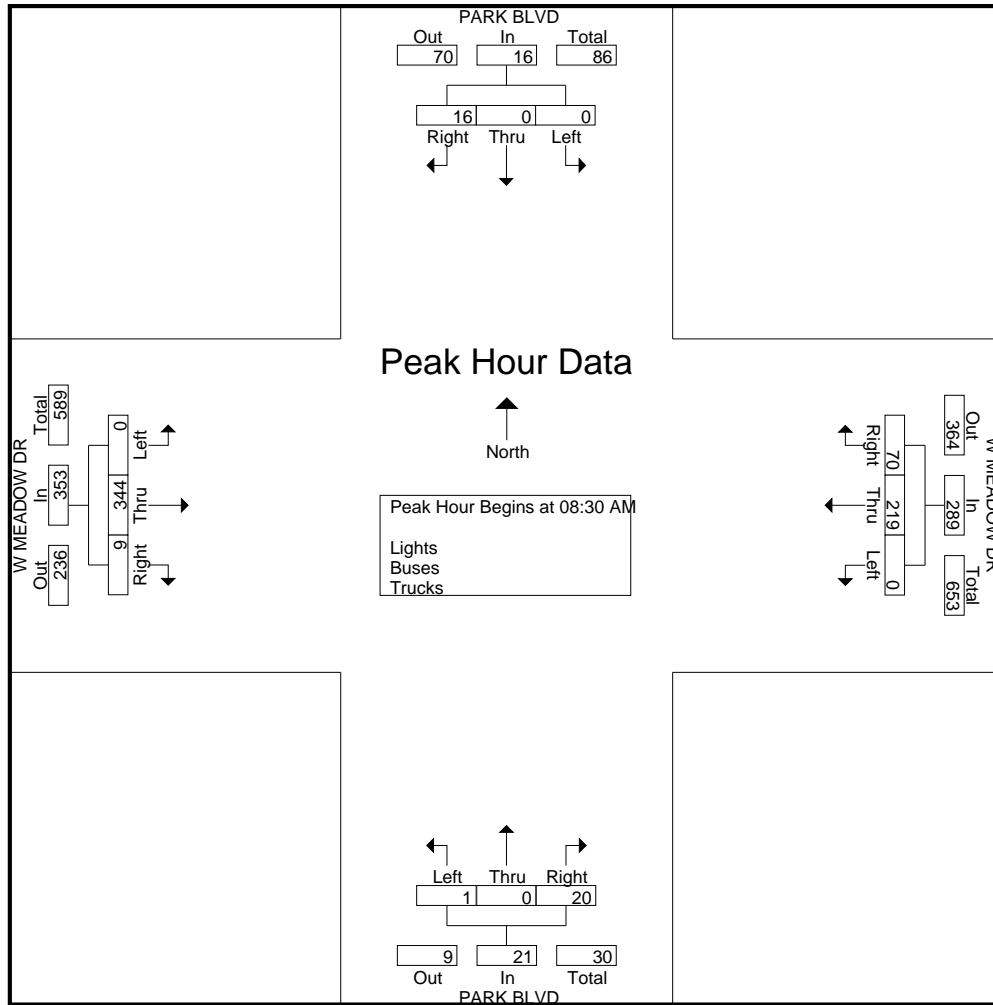 PARK BLVD
Out In Total
70 16 86
16 0 0
Right Thru Left
Peak Hour Data
North
Peak Hour Begins at 08:30 AM
Lights
Buses
Trucks
W MEADOW DR
Out In Total
236 353 589
9 344 0
Right Thru Left
W MEADOW DR
Out In Total
364 289 653
70 219 0
Right Thru Left
Left Thru Right
1 0 20
9 21 30
Out In Total
PARK BLVD